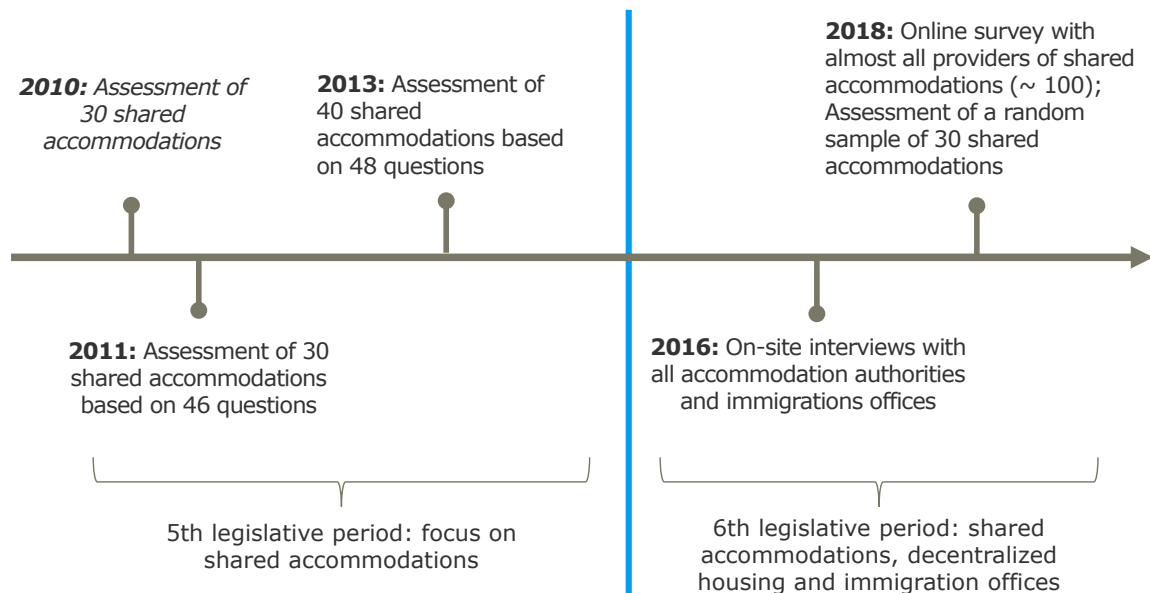 2010: Assessment of
30 shared
accommodations
2013: Assessment of
40 shared
accommodations based
on 48 questions
2018: Online survey with
almost all providers of shared
accommodations (~ 100);
Assessment of a random
sample of 30 shared
accommodations
2011: Assessment of 30
shared accommodations
based on 46 questions
2016: On-site interviews with
all accommodation authorities
and immigrations offices
5th legislative period: focus on
shared accommodations
6th legislative period: shared
accommodations, decentralized
housing and immigration offices